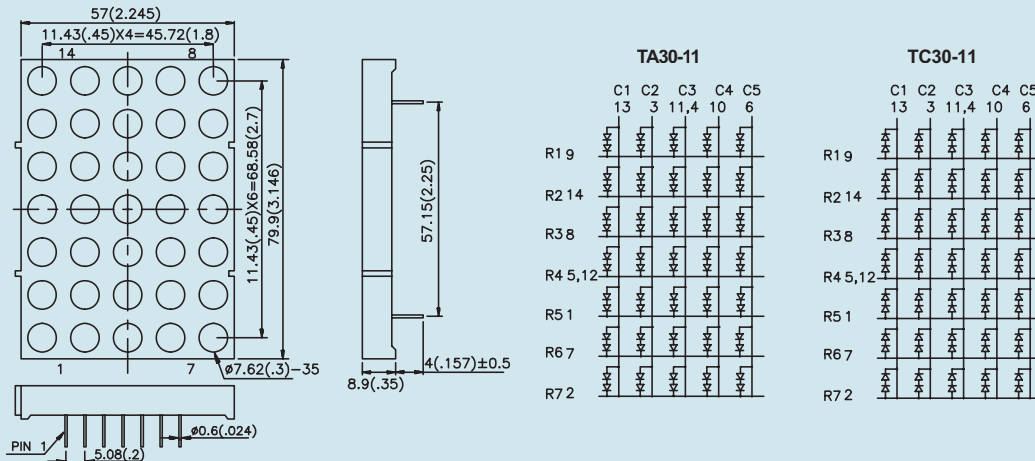 57(2.245)
11.43(.45)X4=45.72(1.8)
14 8
11.43(.45)X6=68.58(2.7)
79.9(3.146)
1 7
ø7.62(.3)-35
PIN 1
5.08(.2)
ø0.6(.024)
57.15(2.25)
4(.157)±0.5
8.9(.35)
TA30-11
C1 C2 C3 C4 C5
13 3 11,4 10 6
R1 9
R2 14
R3 8
R4 5,12
R5 1
R6 7
R7 2
TC30-11
C1 C2 C3 C4 C5
13 3 11,4 10 6
R1 9
R2 14
R3 8
R4 5,12
R5 1
R6 7
R7 2